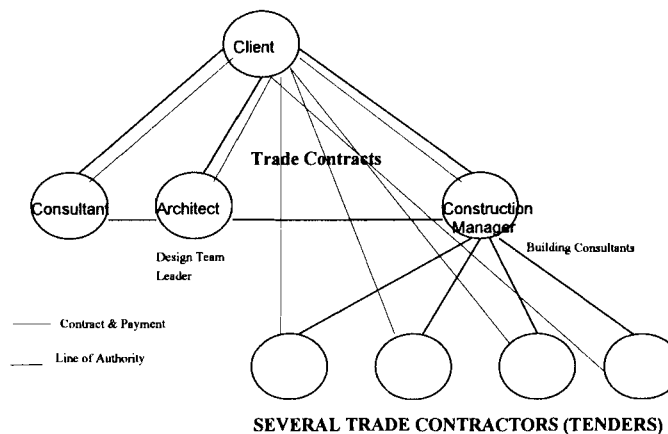 Client
Trade Contracts
Consultant
Architect
Construction
Manager
Design Team
Leader
Building Consultants
Contract & Payment
Line of Authority
SEVERAL TRADE CONTRACTORS (TENDERS)